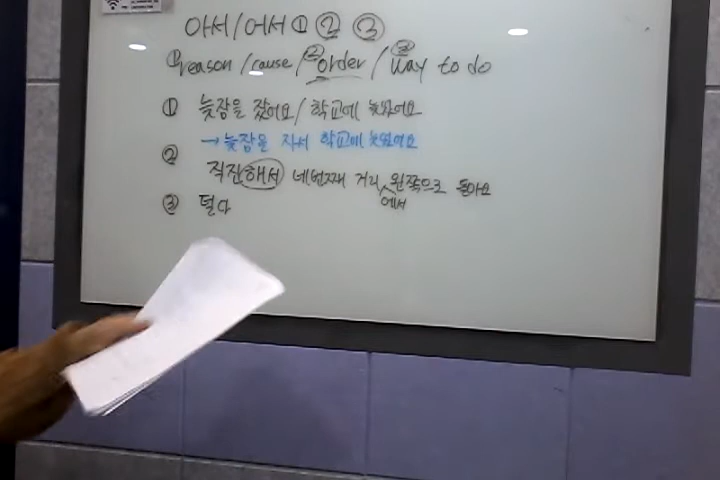 아서/어서 ① ② ③
① reason / cause / ② order / ③ way to do
① 늦잠을 잤어요/ 학교에 늦었어요
→ 늦잠을 자서 학교에 늦었어요
② 직진해서 네번째 거리에서 왼쪽으로 돌아요
③ 덜다